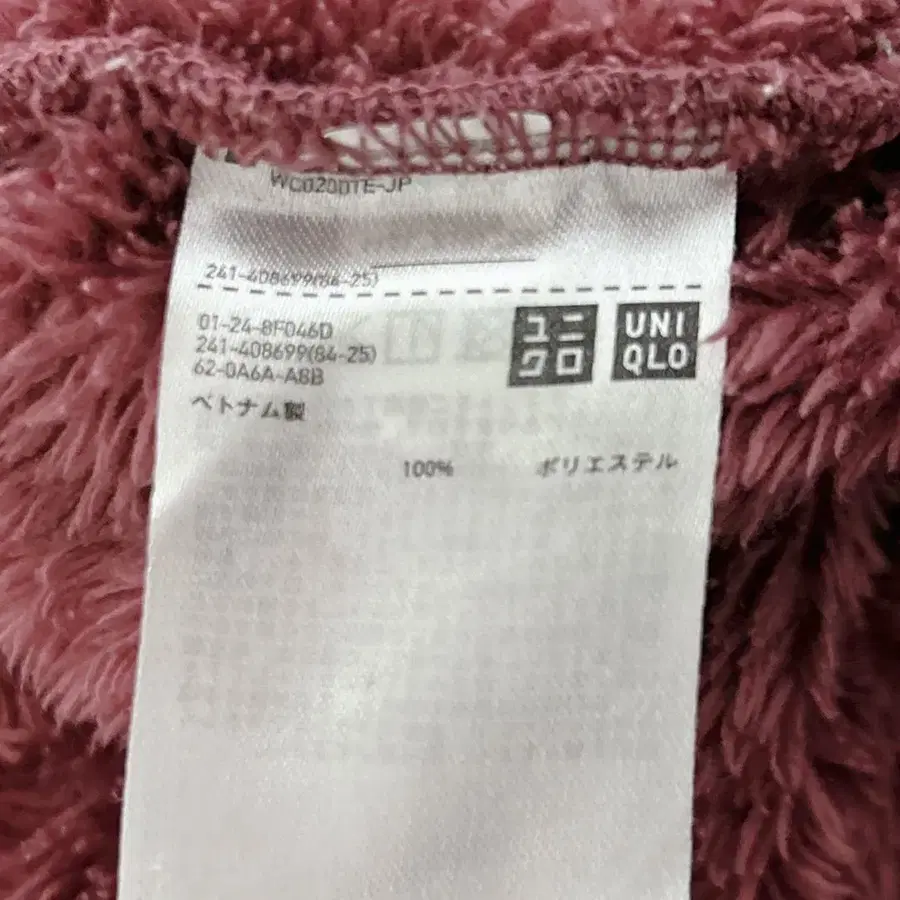 WC020DTE-JP
241-408699(84-25)
01-24-8F046D
241-408699(84-25)
62-0A6A-A8B
ベトナム製
ユニ
クロ
UNI
QLO
100% ポリエステル